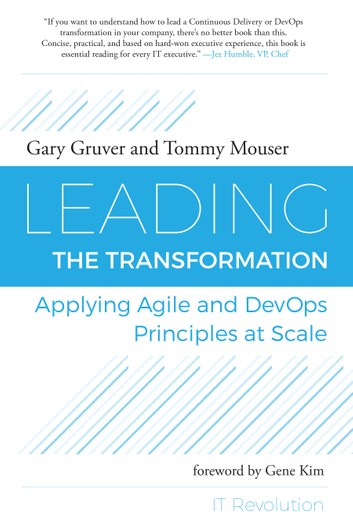 “If you want to understand how to lead a Continuous Delivery or DevOps
transformation in your company, there’s no better book than this.
Concise, practical, and based on hard-won executive experience, this book is
essential reading for every IT executive.” —Jez Humble, VP, Chef
Gary Gruver and Tommy Mouser
LEADING
THE TRANSFORMATION
Applying Agile and DevOps
Principles at Scale
foreword by Gene Kim
IT Revolution